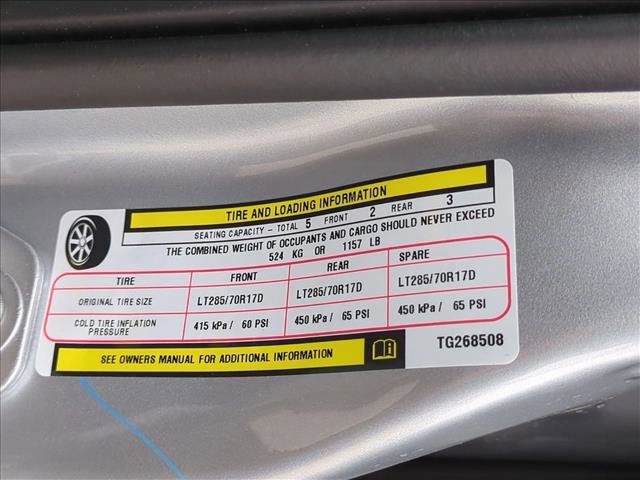 TIRE AND LOADING INFORMATION
SEATING CAPACITY - TOTAL 5 FRONT 2 REAR 3
THE COMBINED WEIGHT OF OCCUPANTS AND CARGO SHOULD NEVER EXCEED
524 KG OR 1157 LB
TIRE FRONT REAR SPARE
ORIGINAL TIRE SIZE LT285/70R17D LT285/70R17D LT285/70R17D
COLD TIRE INFLATION PRESSURE 415 kPa / 60 PSI 450 kPa / 65 PSI 450 kPa / 65 PSI
SEE OWNERS MANUAL FOR ADDITIONAL INFORMATION
TG268508